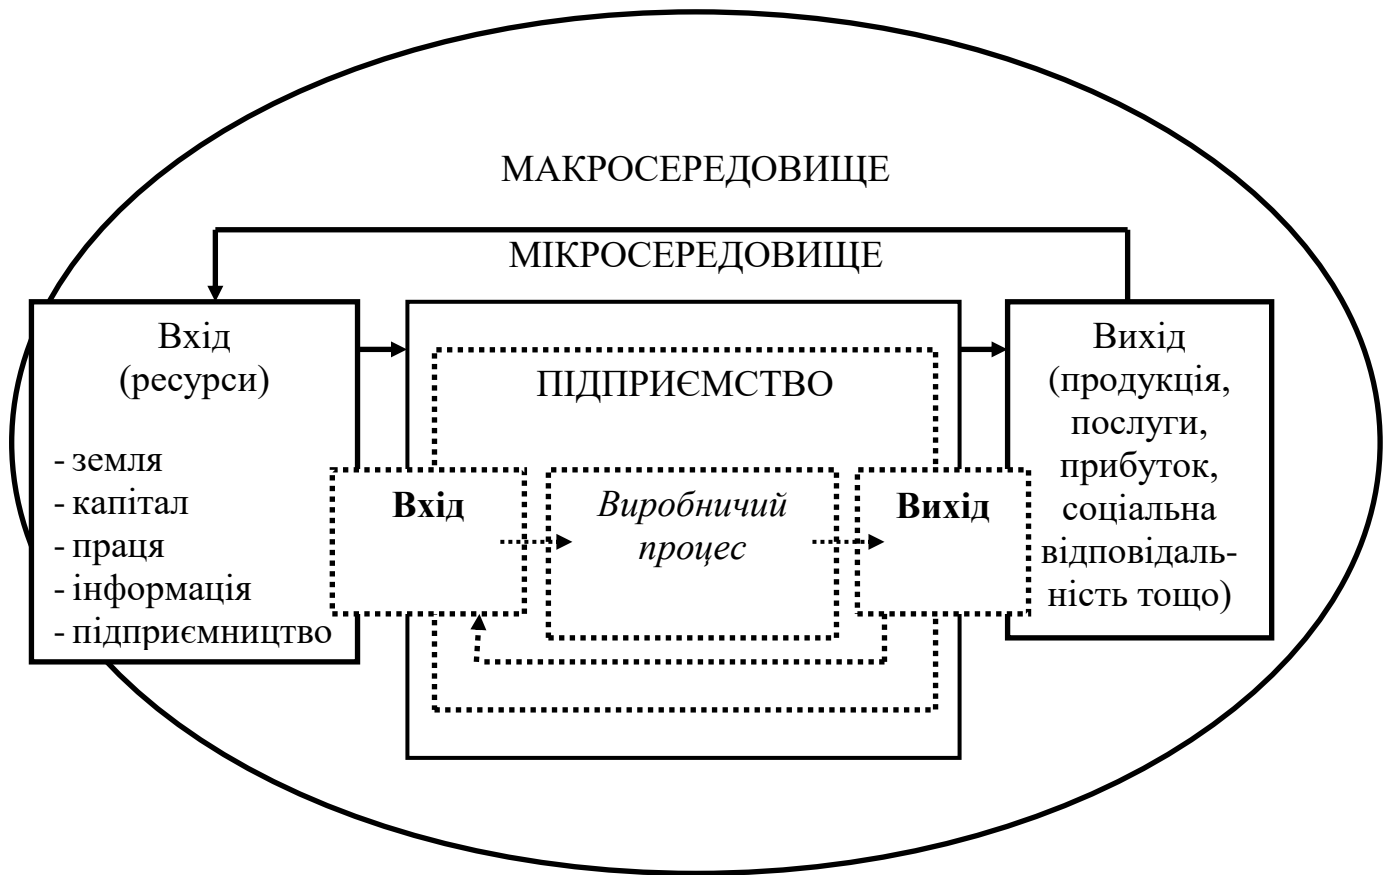 МАКРОСЕРЕДОВИЩЕ
МІКРОСЕРЕДОВИЩЕ
Вхід
(ресурси)
- земля
- капітал
- праця
- інформація
- підприємництво
ПІДПРИЄМСТВО
Вхід
Виробничий
процес
Вихід
Вихід
(продукція,
послуги,
прибуток,
соціальна
відповідаль-
ність тощо)